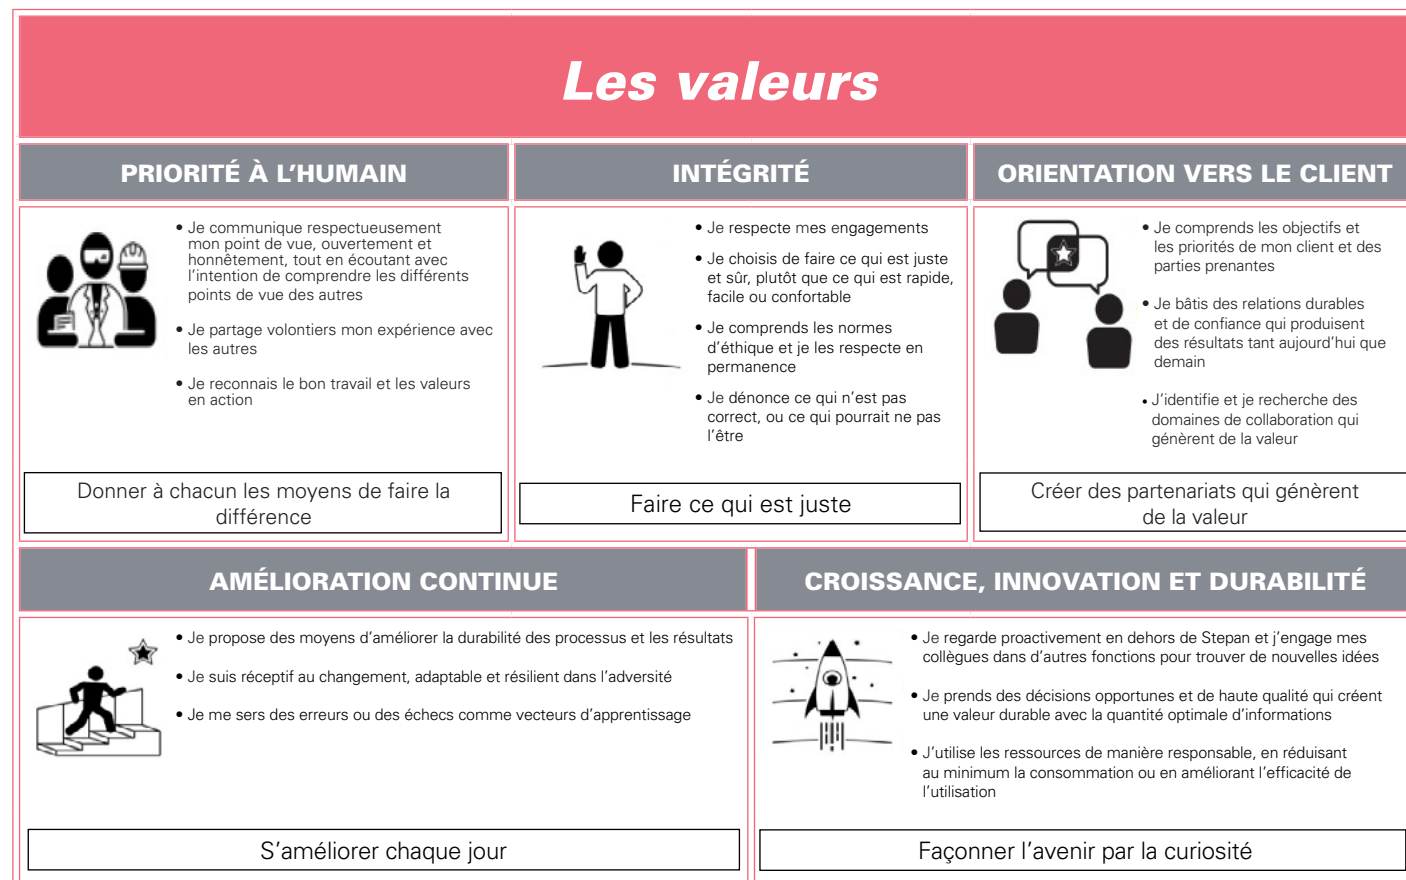 Les valeurs
PRIORITÉ À L’HUMAIN
• Je communique respectueusement
mon point de vue, ouvertement et
honnêtement, tout en écoutant avec
l’intention de comprendre les différents
points de vue des autres
• Je partage volontiers mon expérience avec
les autres
• Je reconnais le bon travail et les valeurs
en action
Donner à chacun les moyens de faire la
différence
INTÉGRITÉ
• Je respecte mes engagements
• Je choisis de faire ce qui est juste
et sûr, plutôt que ce qui est rapide,
facile ou confortable
• Je comprends les normes
d’éthique et je les respecte en
permanence
• Je dénonce ce qui n’est pas
correct, ou ce qui pourrait ne pas
l’être
Faire ce qui est juste
ORIENTATION VERS LE CLIENT
• Je comprends les objectifs et
les priorités de mon client et des
parties prenantes
• Je bâtis des relations durables
et de confiance qui produisent
des résultats tant aujourd’hui que
demain
• J’identifie et je recherche des
domaines de collaboration qui
génèrent de la valeur
Créer des partenariats qui génèrent
de la valeur
AMÉLIORATION CONTINUE
• Je propose des moyens d’améliorer la durabilité des processus et les résultats
• Je suis réceptif au changement, adaptable et résilient dans l’adversité
• Je me sers des erreurs ou des échecs comme vecteurs d’apprentissage
S’améliorer chaque jour
CROISSANCE, INNOVATION ET DURABILITÉ
• Je regarde proactivement en dehors de Stepan et j’engage mes
collègues dans d’autres fonctions pour trouver de nouvelles idées
• Je prends des décisions opportunes et de haute qualité qui créent
une valeur durable avec la quantité optimale d’informations
• J’utilise les ressources de manière responsable, en réduisant
au minimum la consommation ou en améliorant l’efficacité de
l’utilisation
Façonner l’avenir par la curiosité